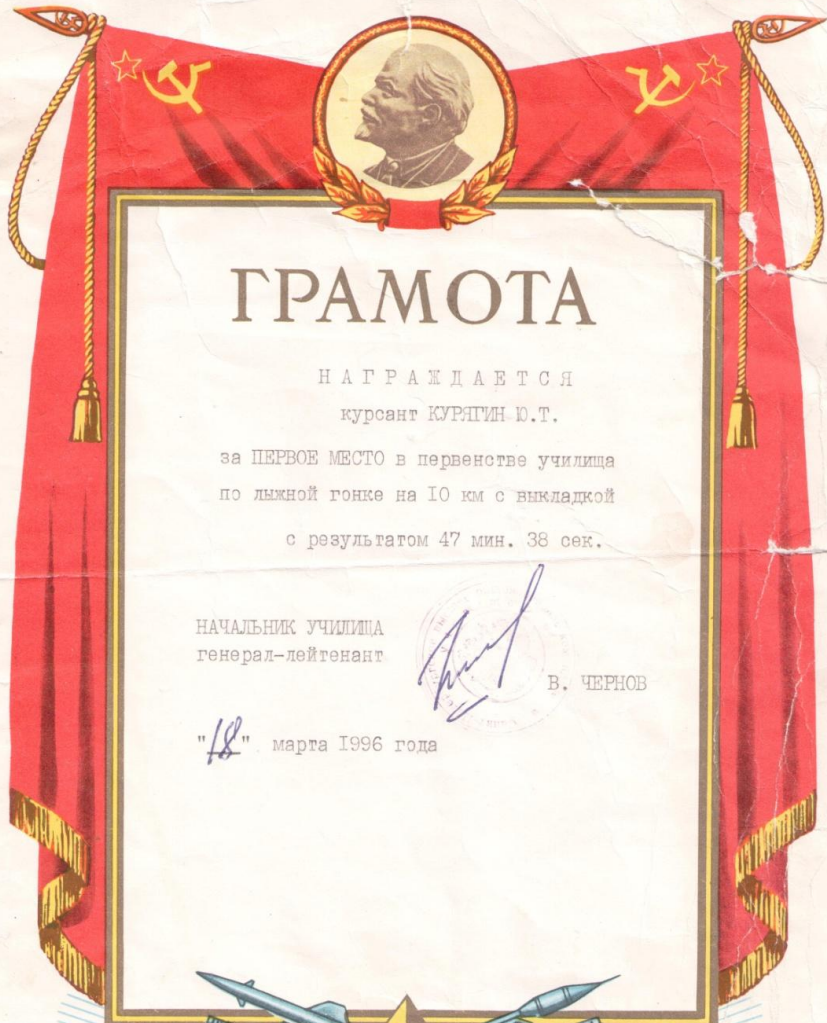 ГРАМОТА
НАГРАЖДАЕТСЯ
курсант КУРЯГИН Ю.Т.
за ПЕРВОЕ МЕСТО в первенстве училища
по лыжной гонке на 10 км с выкладкой
с результатом 47 мин. 38 сек.
НАЧАЛЬНИК УЧИЛИЩА
генерал-лейтенант
В. ЧЕРНОВ
"18" марта 1996 года